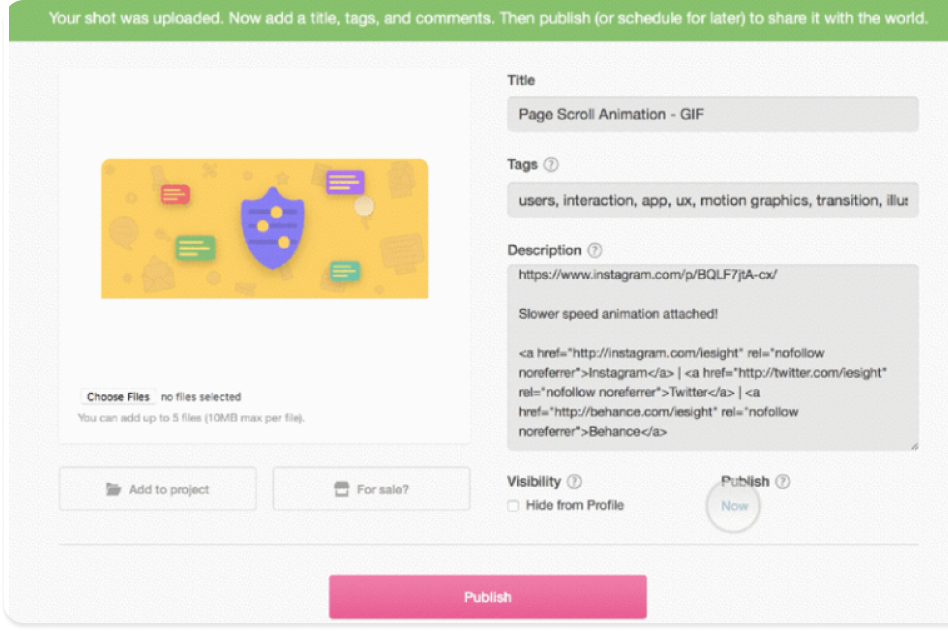 Your shot was uploaded. Now add a title, tags, and comments. Then publish (or schedule for later) to share it with the world.
Title
Page Scroll Animation - GIF
Tags ?
users, interaction, app, ux, motion graphics, transition, illus
Description ?
https://www.instagram.com/p/BQLF7jtA-cx/
Slower speed animation attached!
<a href="http://instagram.com/iesight" rel="nofollow
noreferrer">Instagram</a> | <a href="http://twitter.com/iesight"
rel="nofollow noreferrer">Twitter</a> | <a
href="http://behance.com/iesight" rel="nofollow
noreferrer">Behance</a>
Choose Files no files selected
You can add up to 5 files (10MB max per file).
Add to project
For sale?
Visibility ?
Hide from Profile
Publish ?
Now
Publish